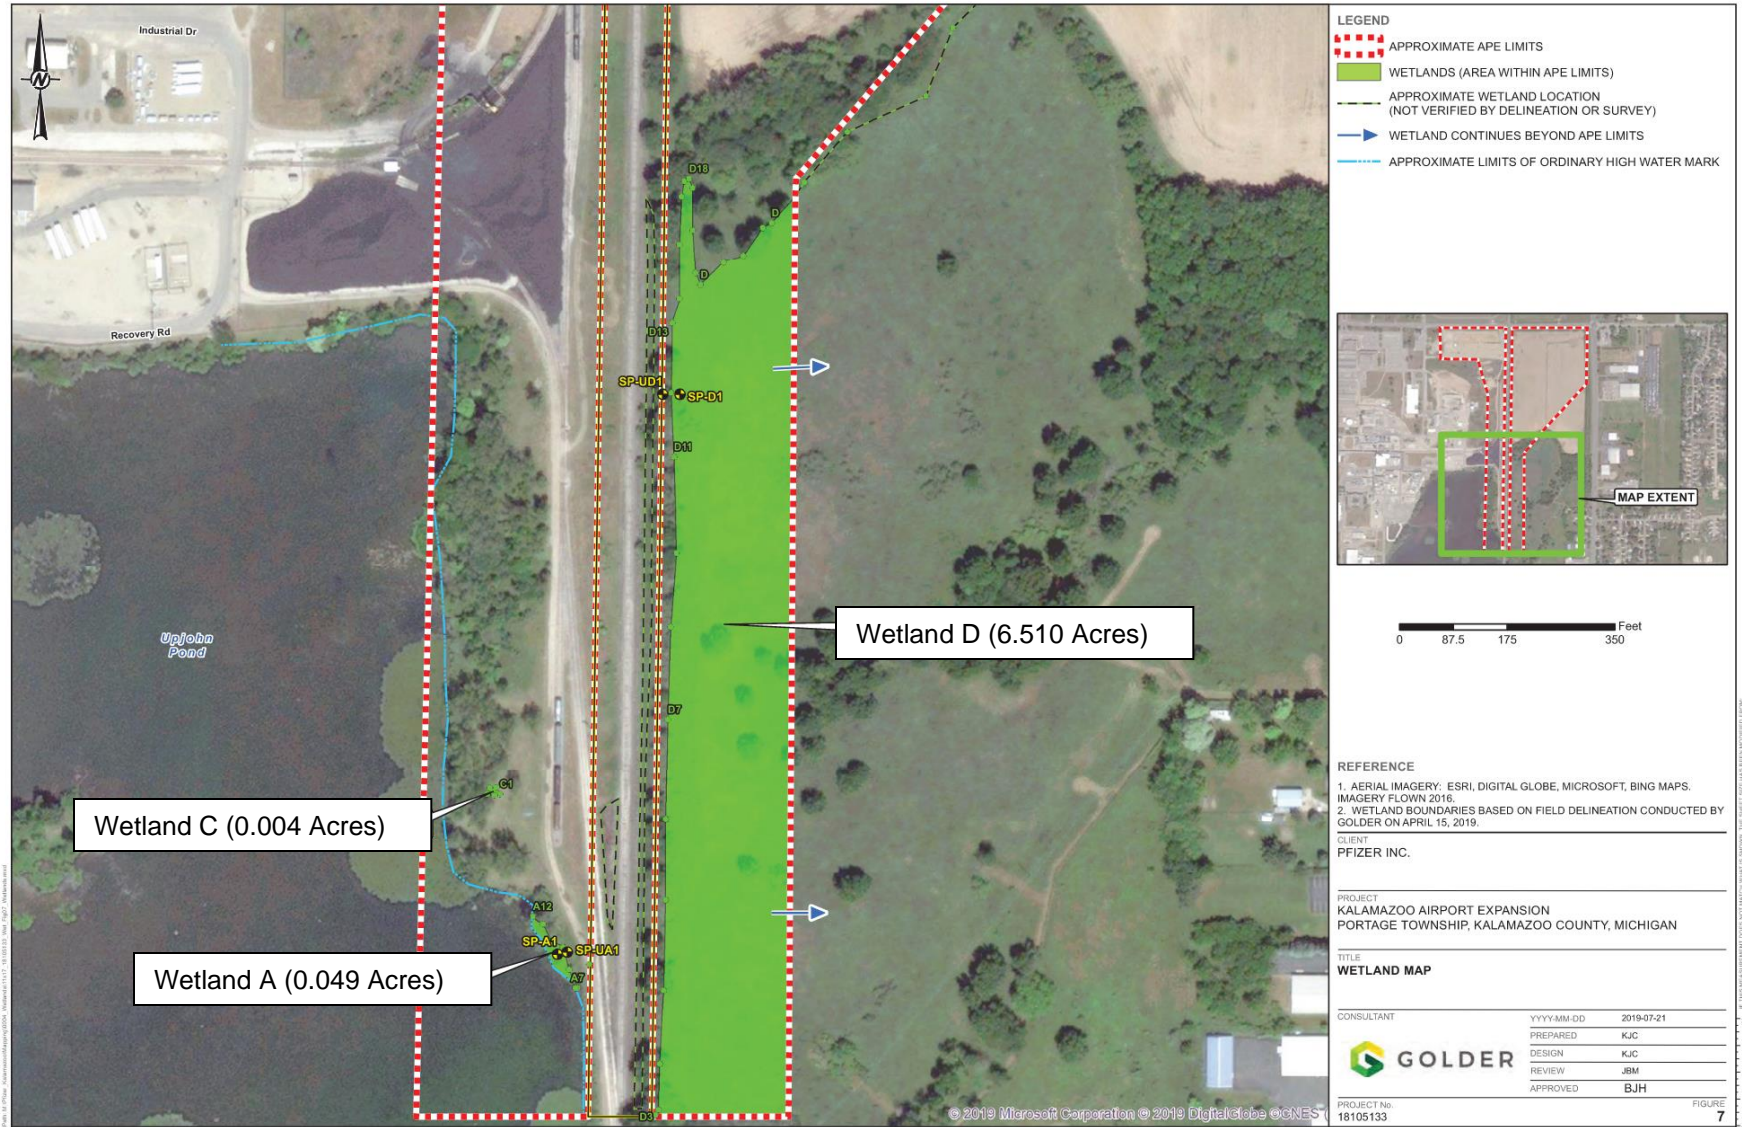 Industrial Dr
N
Recovery Rd
Upjohn
Pond
D18
D
D
D13
SP-UD1
SP-D1
D11
Wetland D (6.510 Acres)
D7
C1
Wetland C (0.004 Acres)
A12
SP-A1
SP-UA1
A7
Wetland A (0.049 Acres)
D3
© 2019 Microsoft Corporation © 2019 DigitalGlobe ©CNES (
LEGEND
APPROXIMATE APE LIMITS
WETLANDS (AREA WITHIN APE LIMITS)
APPROXIMATE WETLAND LOCATION
(NOT VERIFIED BY DELINEATION OR SURVEY)
WETLAND CONTINUES BEYOND APE LIMITS
APPROXIMATE LIMITS OF ORDINARY HIGH WATER MARK
MAP EXTENT
Feet
0 87.5 175 350
REFERENCE
1. AERIAL IMAGERY: ESRI, DIGITAL GLOBE, MICROSOFT, BING MAPS.
IMAGERY FLOWN 2016.
2. WETLAND BOUNDARIES BASED ON FIELD DELINEATION CONDUCTED BY
GOLDER ON APRIL 15, 2019.
CLIENT
PFIZER INC.
PROJECT
KALAMAZOO AIRPORT EXPANSION
PORTAGE TOWNSHIP, KALAMAZOO COUNTY, MICHIGAN
TITLE
WETLAND MAP
CONSULTANT
GOLDER
YYYY-MM-DD 2019-07-21
PREPARED KJC
DESIGN KJC
REVIEW JBM
APPROVED BJH
PROJECT No.
18105133
FIGURE
7